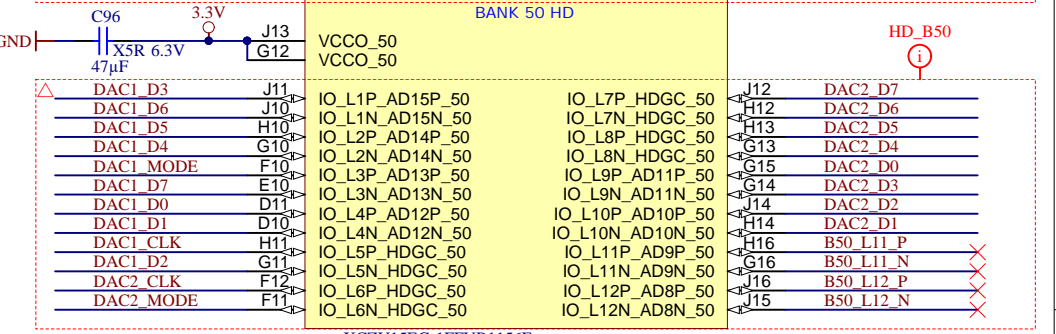 BANK 50 HD
C96
3.3V
HD_B50
GND
X5R 6.3V
47µF
J13 VCCO_50
G12 VCCO_50
i
DAC1_D3 J11 IO_L1P_AD15P_50 IO_L7P_HDGC_50 J12 DAC2_D7
DAC1_D6 J10 IO_L1N_AD15N_50 IO_L7N_HDGC_50 H12 DAC2_D6
DAC1_D5 H10 IO_L2P_AD14P_50 IO_L8P_HDGC_50 H13 DAC2_D5
DAC1_D4 G10 IO_L2N_AD14N_50 IO_L8N_HDGC_50 G13 DAC2_D4
DAC1_MODE F10 IO_L3P_AD13P_50 IO_L9P_AD11P_50 G15 DAC2_D0
DAC1_D7 E10 IO_L3N_AD13N_50 IO_L9N_AD11N_50 G14 DAC2_D3
DAC1_D0 D11 IO_L4P_AD12P_50 IO_L10P_AD10P_50 J14 DAC2_D2
DAC1_D1 D10 IO_L4N_AD12N_50 IO_L10N_AD10N_50 H14 DAC2_D1
DAC1_CLK H11 IO_L5P_HDGC_50 IO_L11P_AD9P_50 H16 B50_L11_P
DAC1_D2 G11 IO_L5N_HDGC_50 IO_L11N_AD9N_50 G16 B50_L11_N
DAC2_CLK F12 IO_L6P_HDGC_50 IO_L12P_AD8P_50 J16 B50_L12_P
DAC2_MODE F11 IO_L6N_HDGC_50 IO_L12N_AD8N_50 J15 B50_L12_N